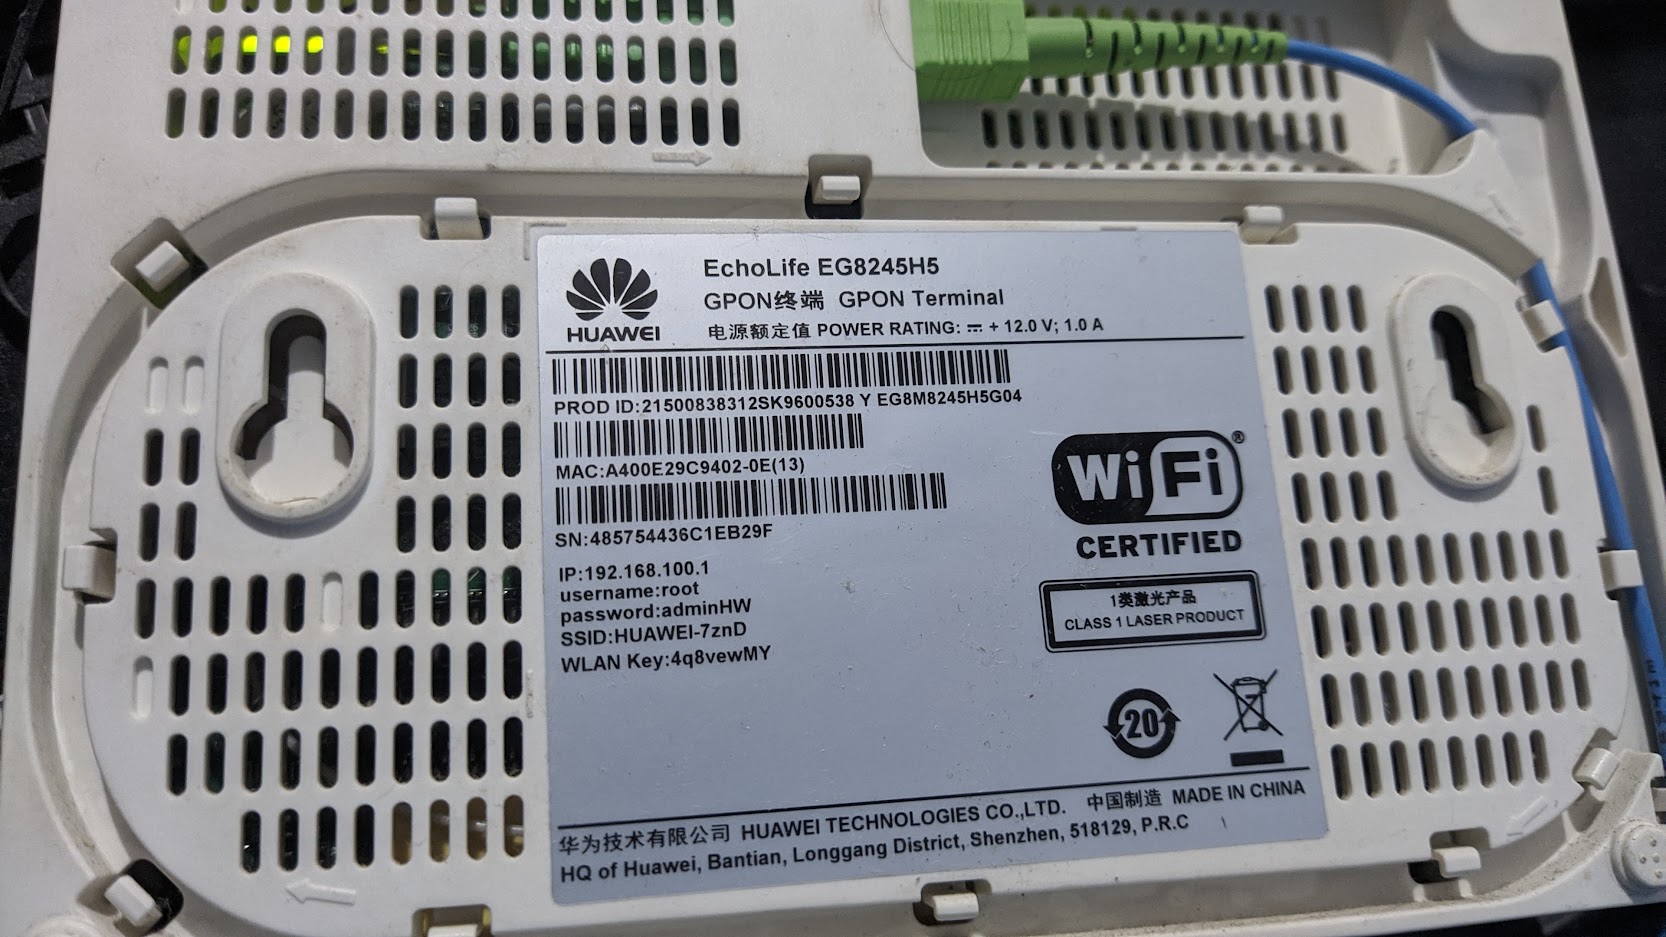 HUAWEI
EchoLife EG8245H5
GPON终端 GPON Terminal
电源额定值 POWER RATING: ⎓ + 12.0 V; 1.0 A
PROD ID:21500838312SK9600538 Y EG8M8245H5G04
MAC:A400E29C9402-0E(13)
SN:485754436C1EB29F
IP:192.168.100.1
username:root
password:adminHW
SSID:HUAWEI-7znD
WLAN Key:4q8vewMY
WiFi®
CERTIFIED
1类激光产品
CLASS 1 LASER PRODUCT
20
华为技术有限公司 HUAWEI TECHNOLOGIES CO.,LTD. 中国制造 MADE IN CHINA
HQ of Huawei, Bantian, Longgang District, Shenzhen, 518129, P.R.C